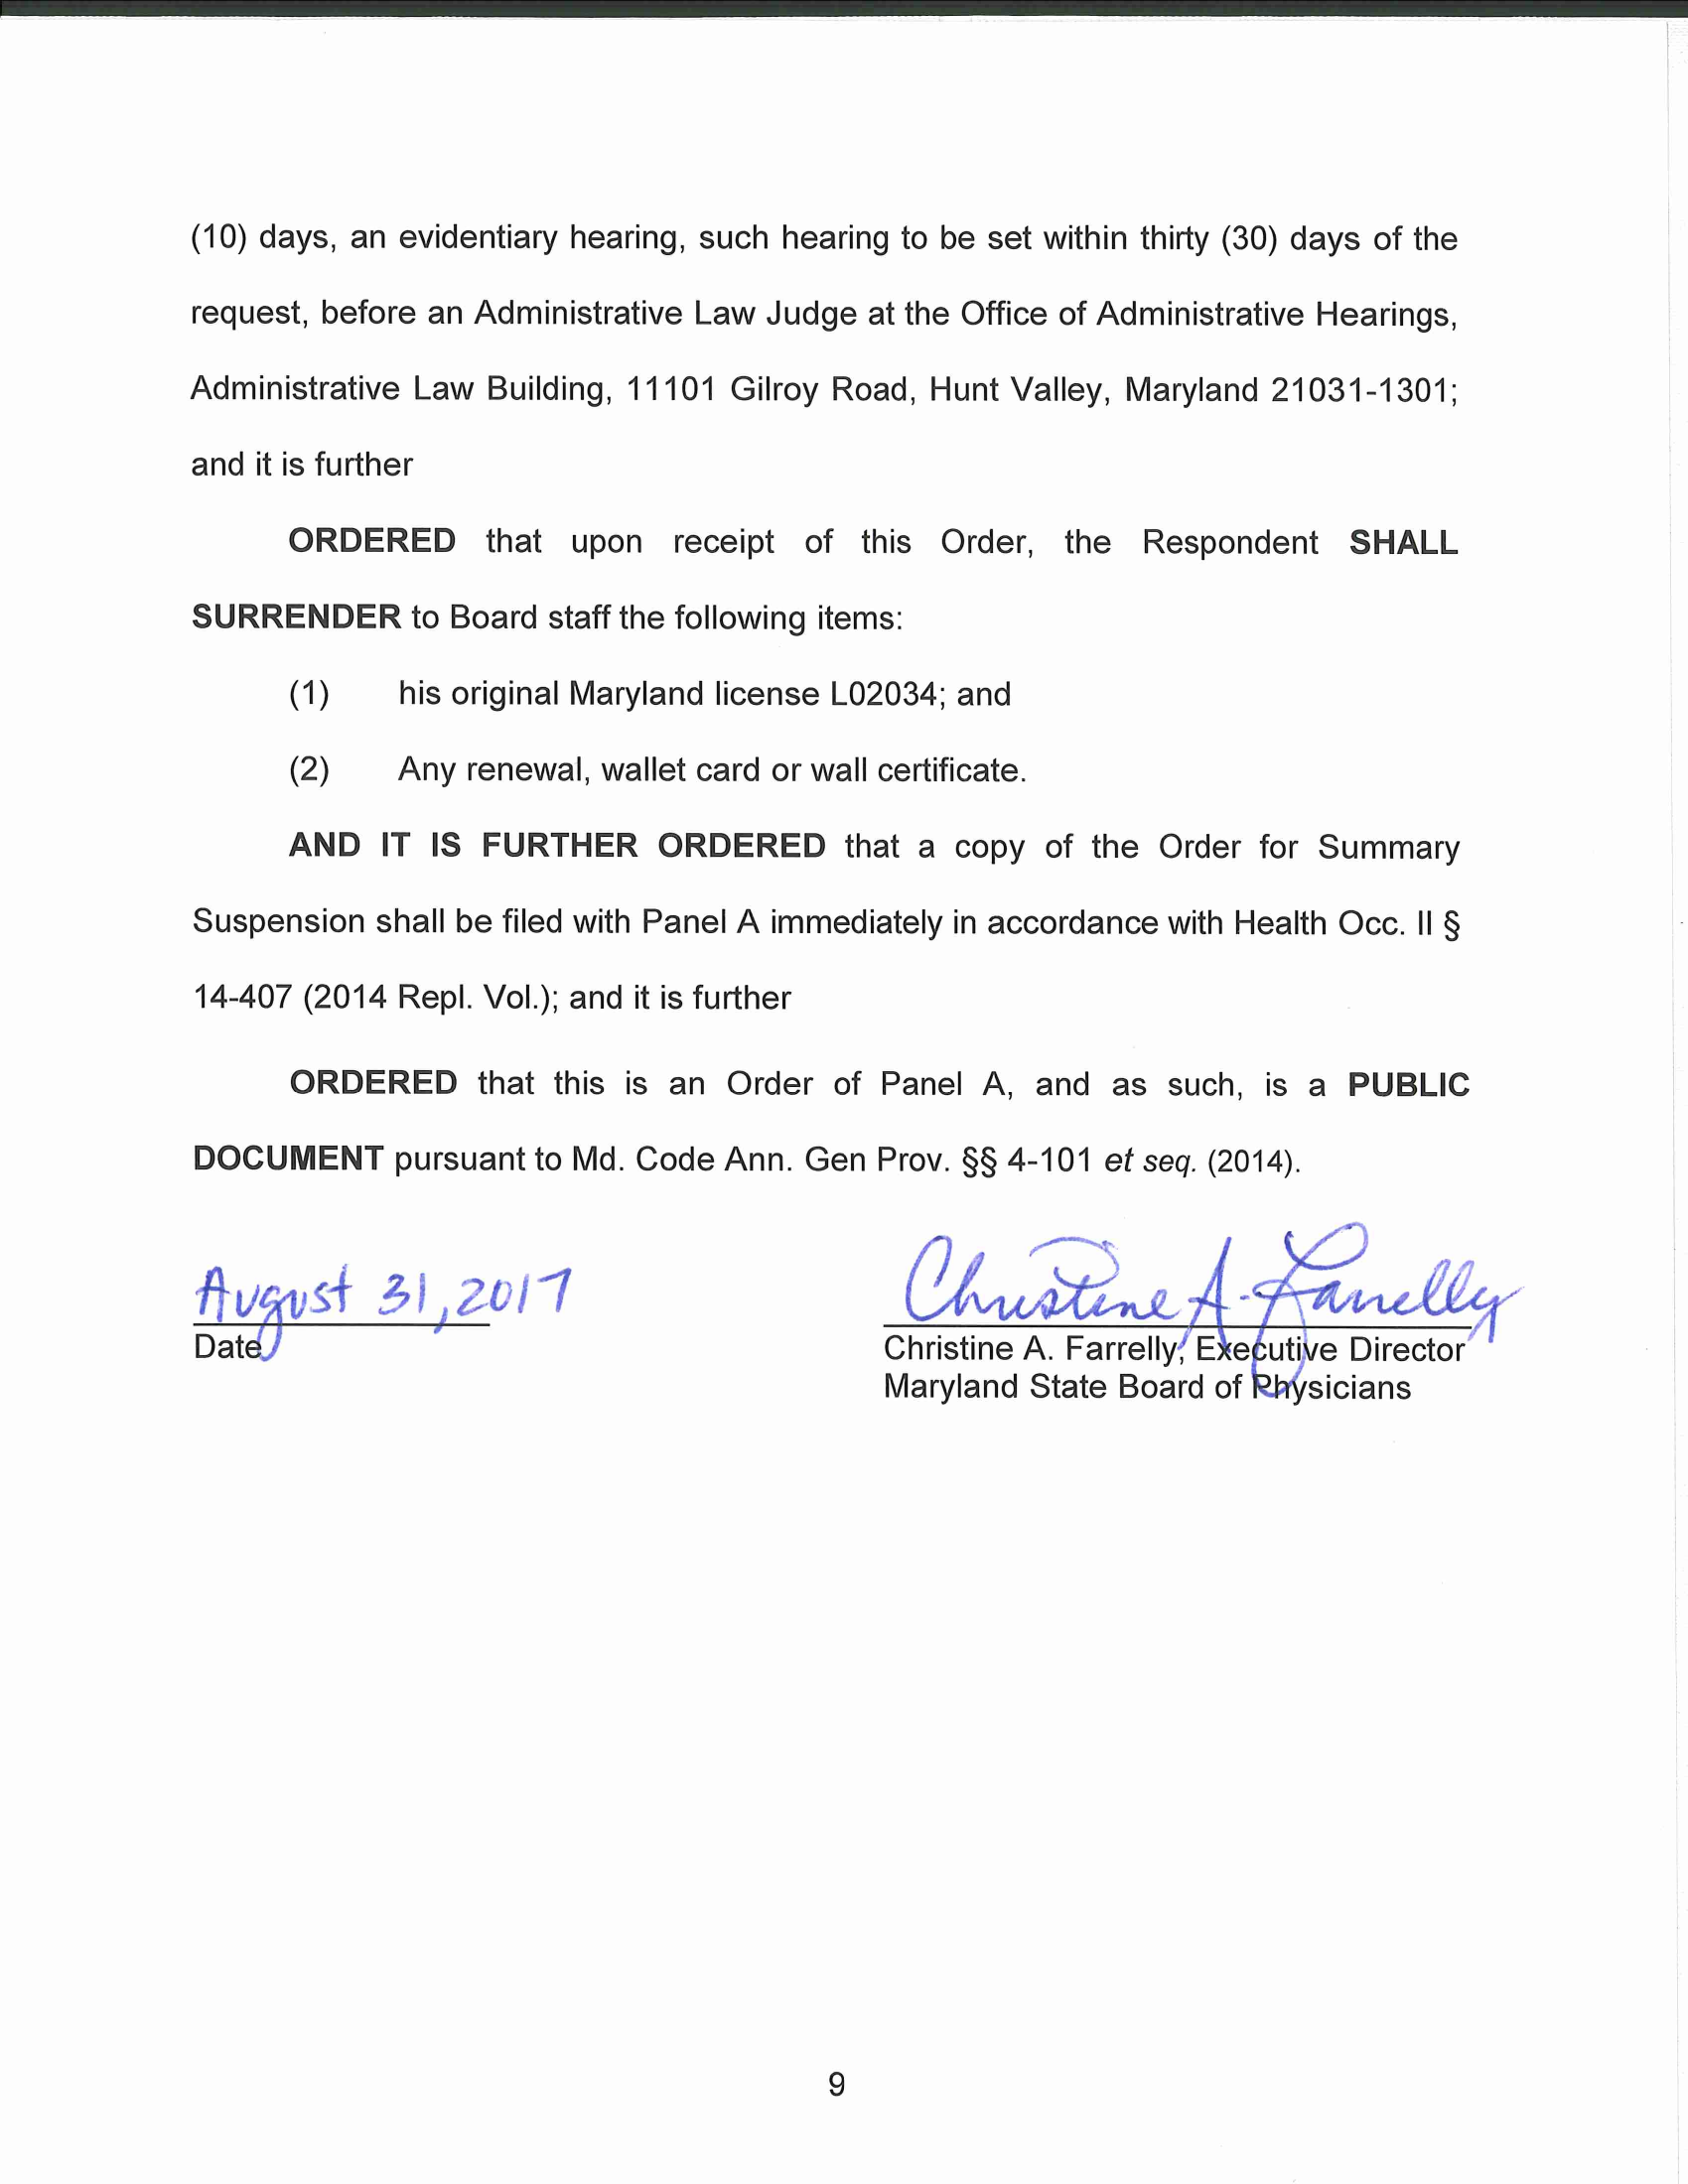 (10) days, an evidentiary hearing, such hearing to be set within thirty (30) days of the
request, before an Administrative Law Judge at the Office of Administrative Hearings,
Administrative Law Building, 11101 Gilroy Road, Hunt Valley, Maryland 21031-1301;
and it is further
ORDERED that upon receipt of this Order, the Respondent SHALL
SURRENDER to Board staff the following items:
(1) his original Maryland license L02034; and
(2) Any renewal, wallet card or wall certificate.
AND IT IS FURTHER ORDERED that a copy of the Order for Summary
Suspension shall be filed with Panel A immediately in accordance with Health Occ. II §
14-407 (2014 Repl. Vol.); and it is further
ORDERED that this is an Order of Panel A, and as such, is a PUBLIC
DOCUMENT pursuant to Md. Code Ann. Gen Prov. §§ 4-101 et seq. (2014).
August 31, 2017
Christine A. Farrelly
Date
Christine A. Farrelly, Executive Director
Maryland State Board of Physicians
9